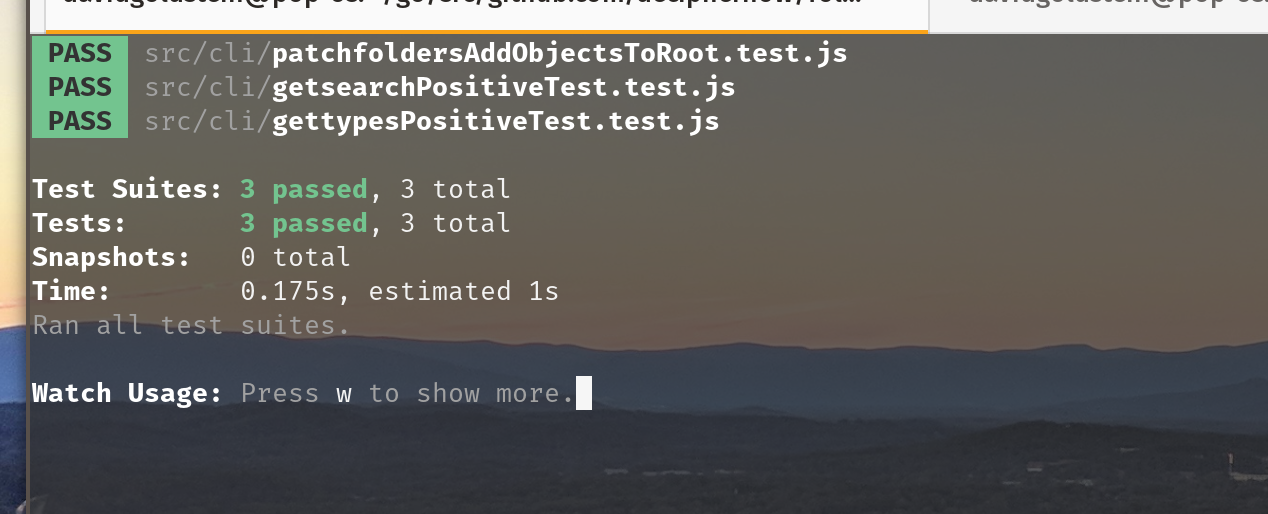 PASS src/cli/patchfoldersAddObjectsToRoot.test.js
PASS src/cli/getsearchPositiveTest.test.js
PASS src/cli/gettypesPositiveTest.test.js
Test Suites: 3 passed, 3 total
Tests: 3 passed, 3 total
Snapshots: 0 total
Time: 0.175s, estimated 1s
Ran all test suites.
Watch Usage: Press w to show more.